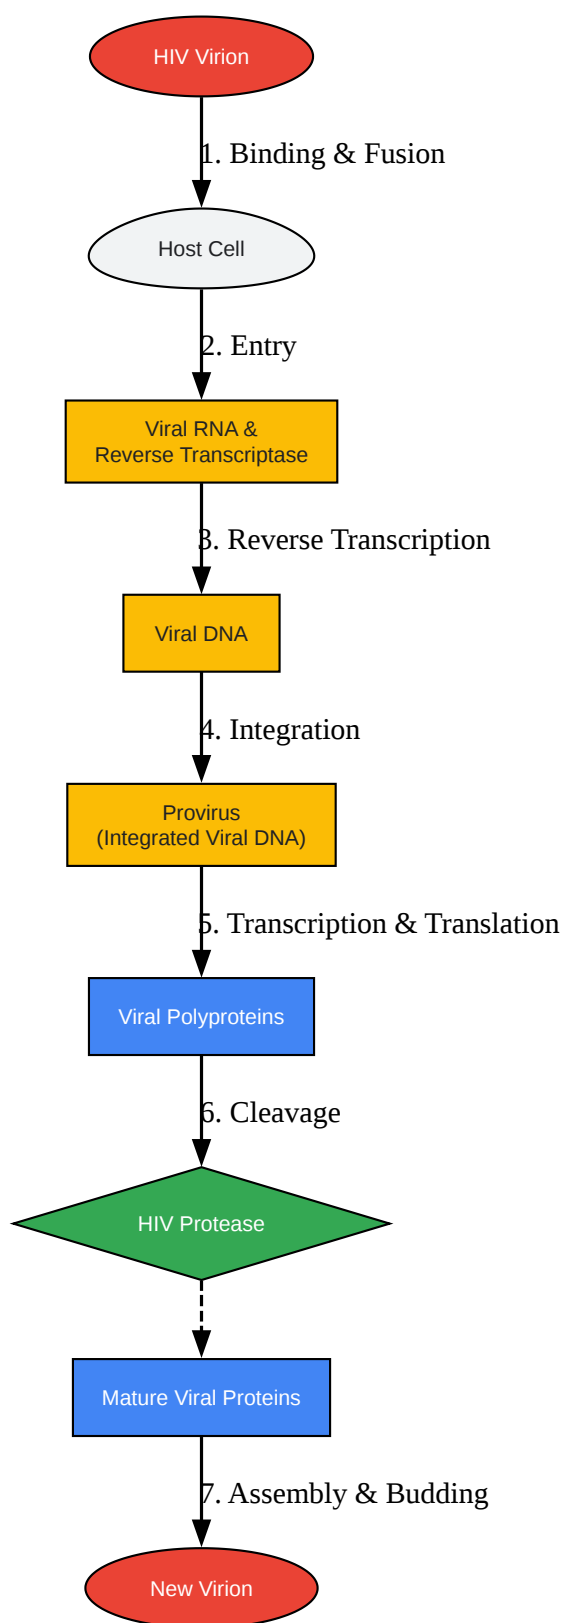 HIV Virion
1. Binding & Fusion
Host Cell
2. Entry
Viral RNA &
Reverse Transcriptase
3. Reverse Transcription
Viral DNA
4. Integration
Provirus
(Integrated Viral DNA)
5. Transcription & Translation
Viral Polyproteins
6. Cleavage
HIV Protease
Mature Viral Proteins
7. Assembly & Budding
New Virion